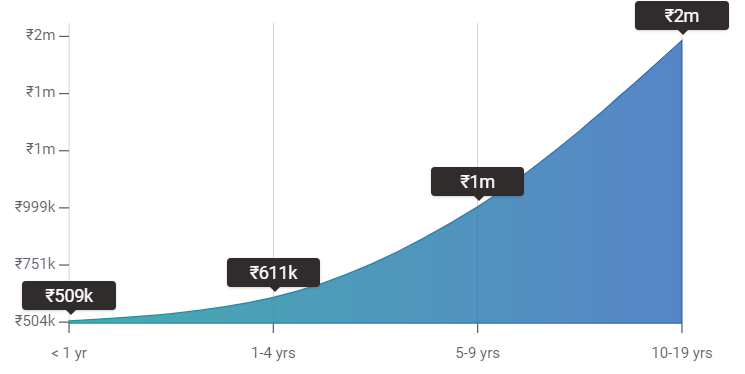 ₹2m
₹2m
₹1m
₹1m
₹1m
₹999k
₹611k
₹751k
₹509k
₹504k
< 1 yr
1-4 yrs
5-9 yrs
10-19 yrs